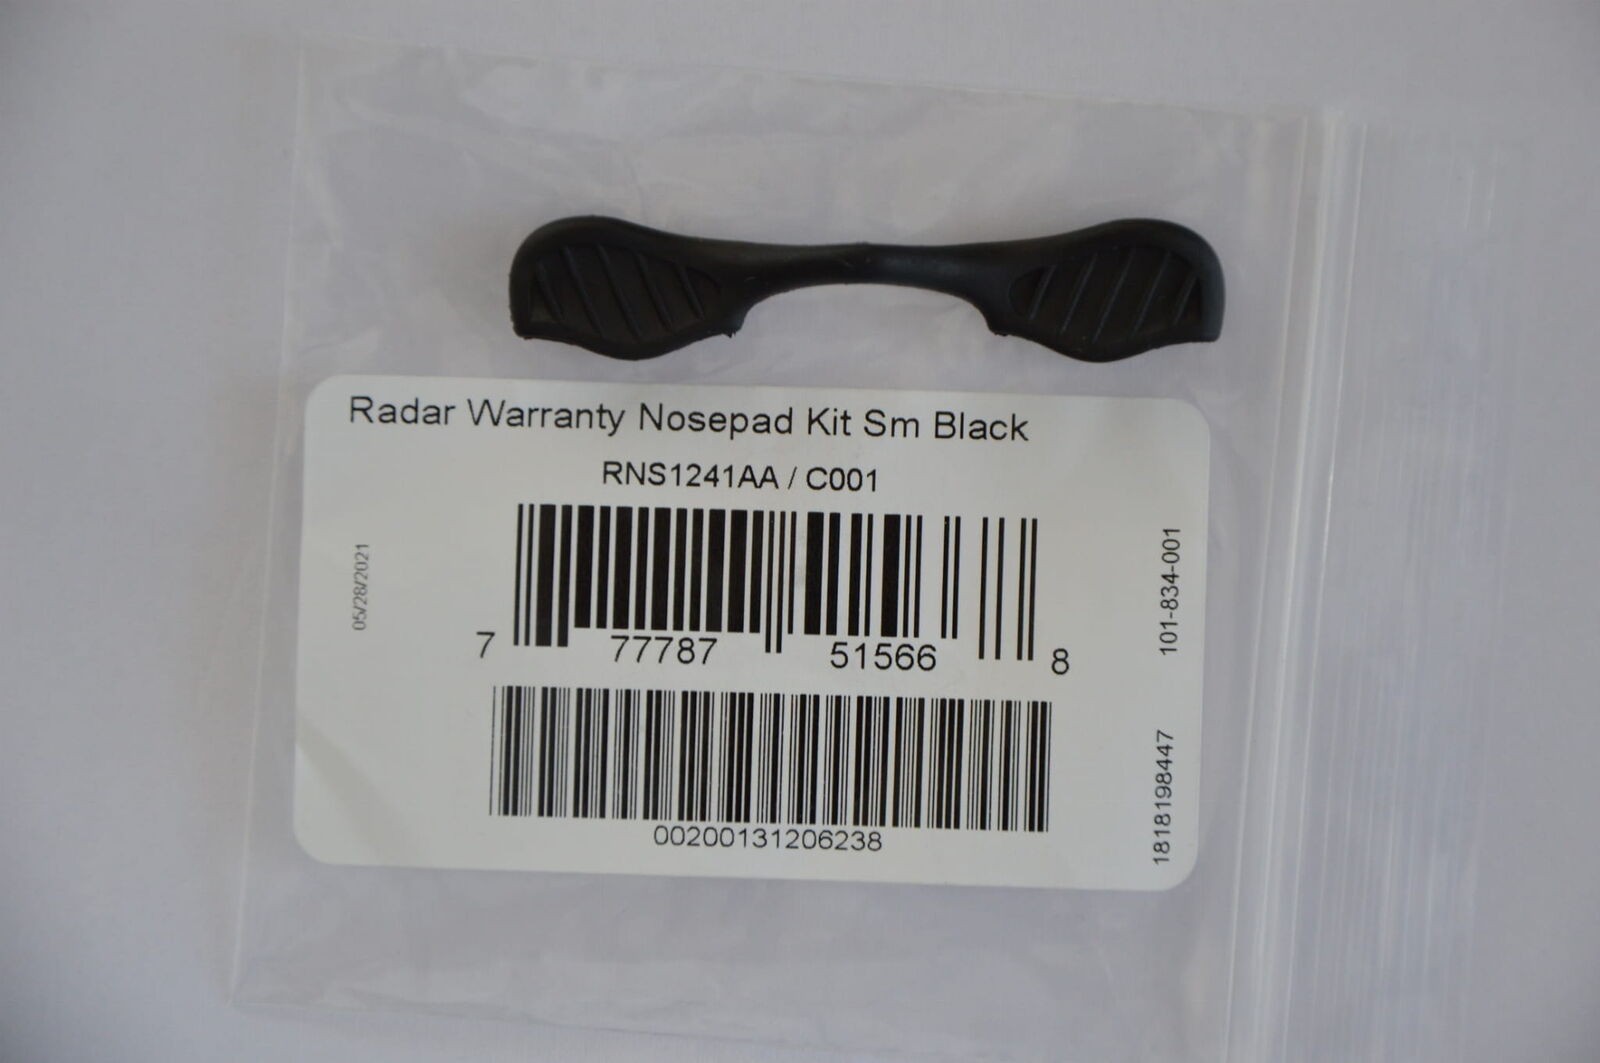 Radar Warranty Nosepad Kit Sm Black
RNS1241AA / C001
05/28/2021
7 77787 51566 8
101-834-001
00200131206238
1818198447